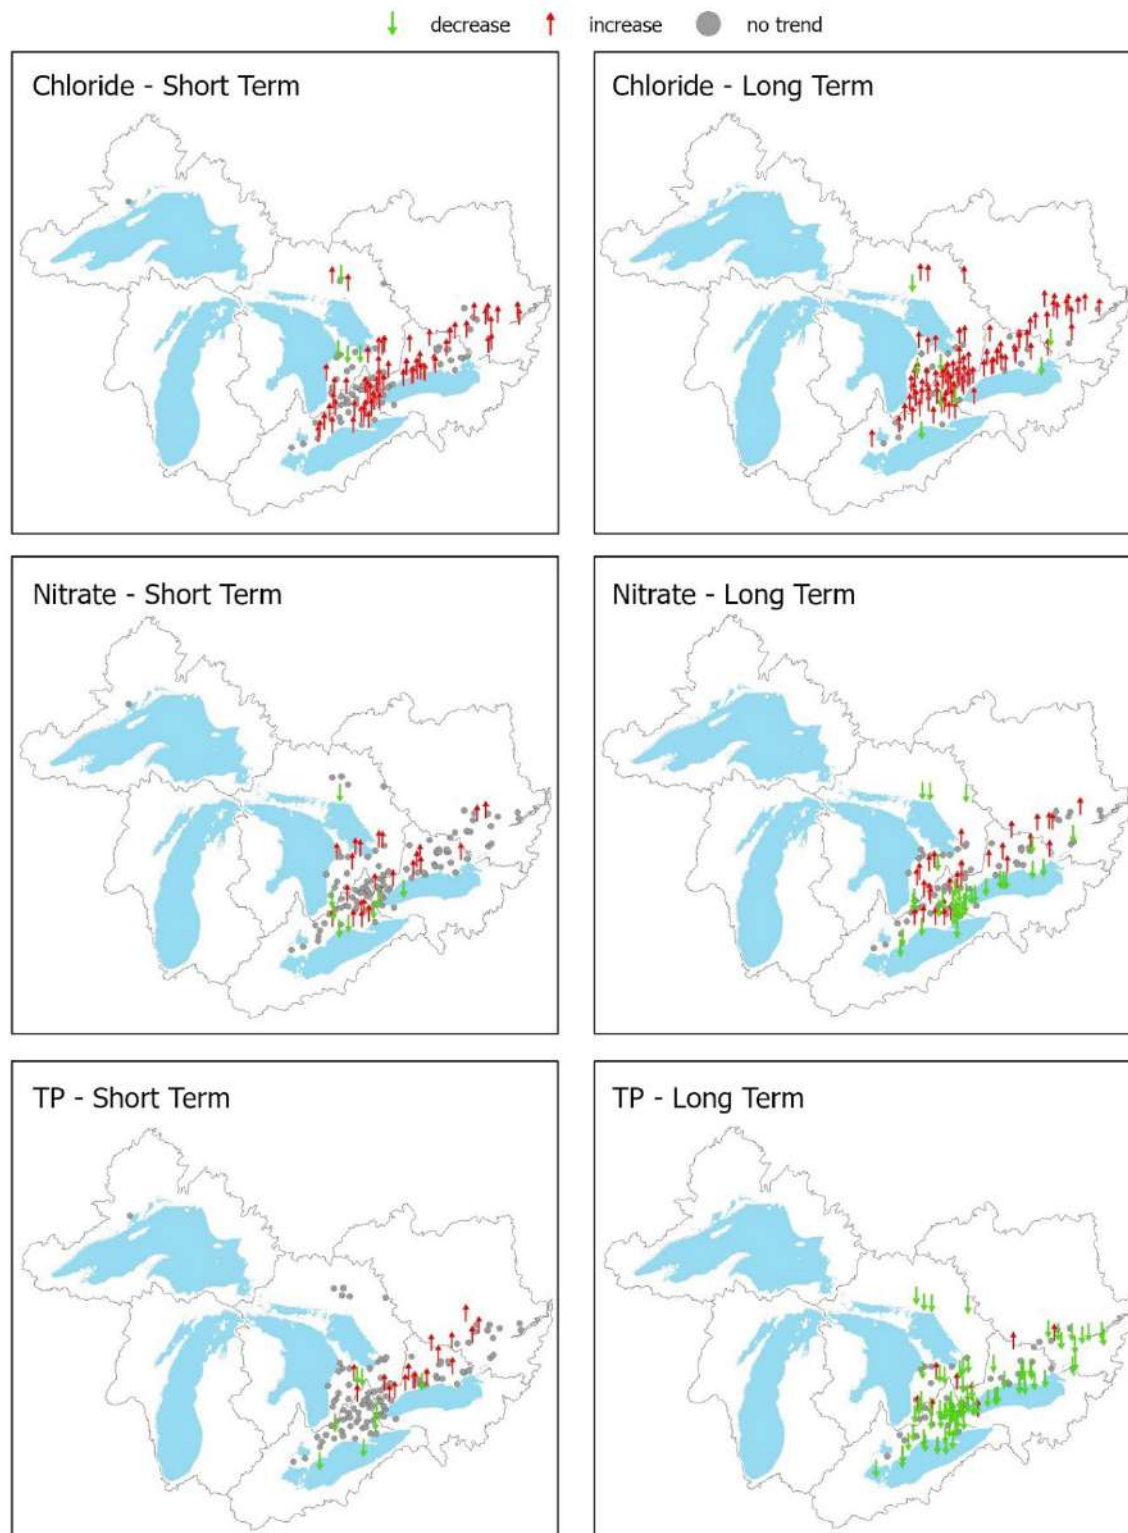 decrease increase no trend
Chloride - Short Term
Chloride - Long Term
Nitrate - Short Term
Nitrate - Long Term
TP - Short Term
TP - Long Term